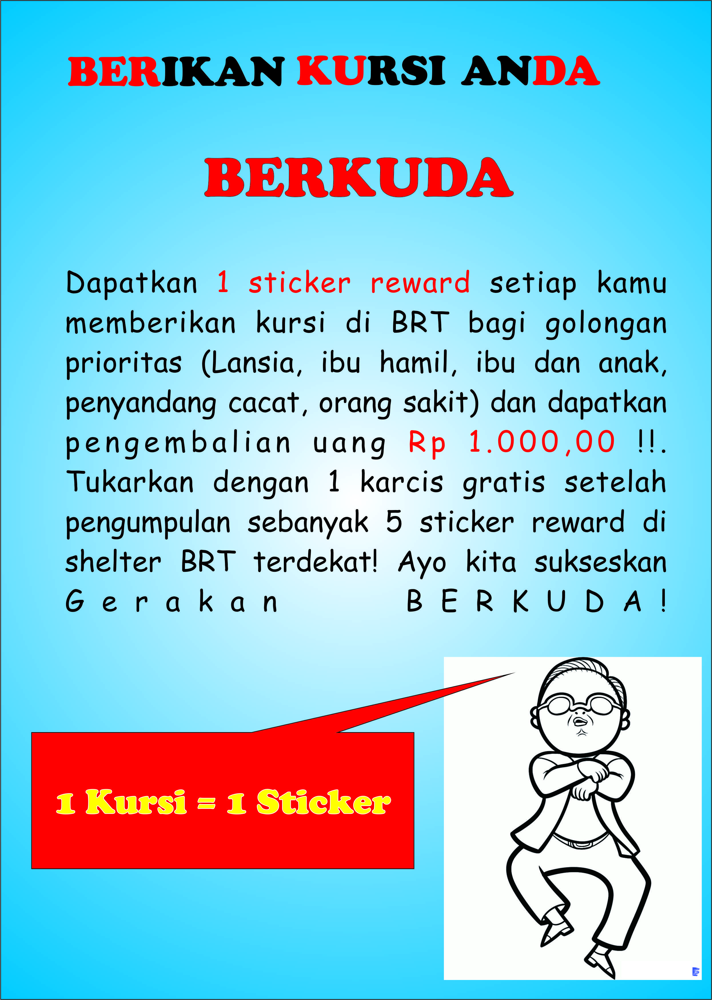 BERIKAN KURSI ANDA
BERKUDA
Dapatkan 1 sticker reward setiap kamu
memberikan kursi di BRT bagi golongan
prioritas (Lansia, ibu hamil, ibu dan anak,
penyandang cacat, orang sakit) dan dapatkan
pengembalian uang Rp 1.000,00 !!.
Tukarkan dengan 1 karcis gratis setelah
pengumpulan sebanyak 5 sticker reward di
shelter BRT terdekat! Ayo kita sukseskan
Gerakan BERKUDA!
1 Kursi = 1 Sticker